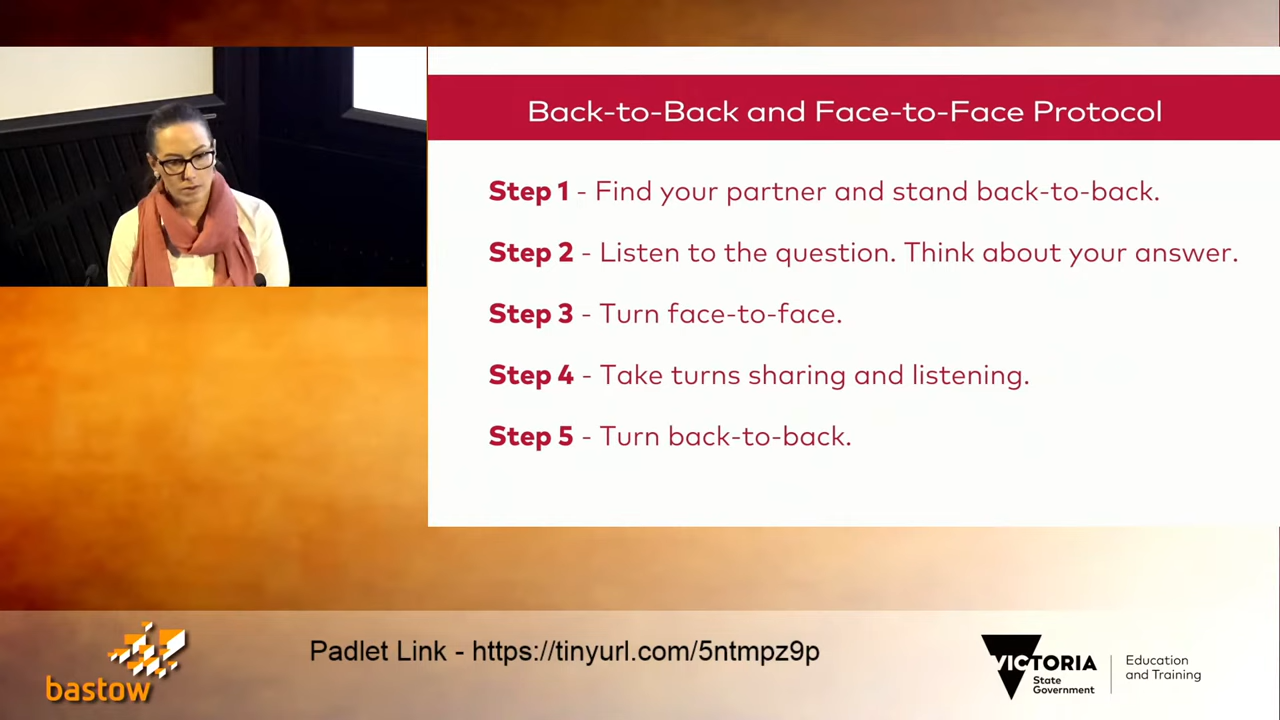 Back-to-Back and Face-to-Face Protocol
Step 1 - Find your partner and stand back-to-back.
Step 2 - Listen to the question. Think about your answer.
Step 3 - Turn face-to-face.
Step 4 - Take turns sharing and listening.
Step 5 - Turn back-to-back.
bastow
Padlet Link - https://tinyurl.com/5ntmpz9p
VICTORIA
State
Government
Education
and Training